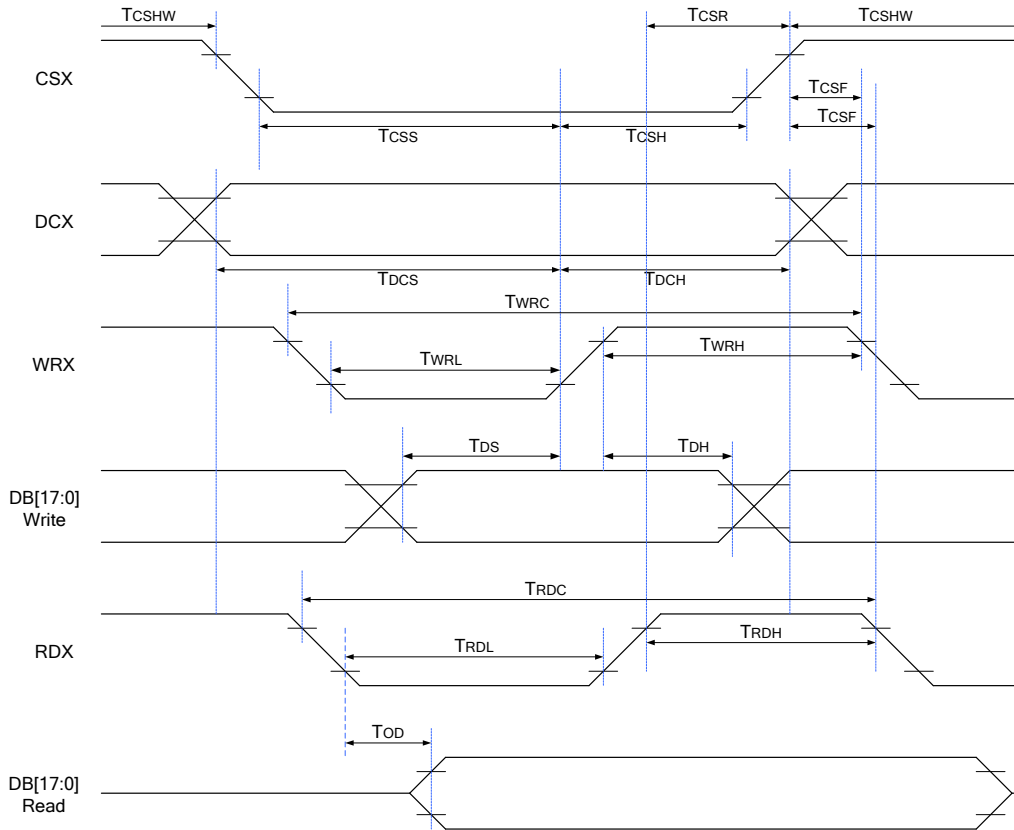 TCSHW
TCSR
TCSHW
CSX
TCSF
TCSF
TCSS
TCSH
DCX
TDCS
TDCH
TWRC
WRX
TWRL
TWRH
TDS
TDH
DB[17:0]
Write
TRDC
RDX
TRDL
TRDH
TOD
DB[17:0]
Read